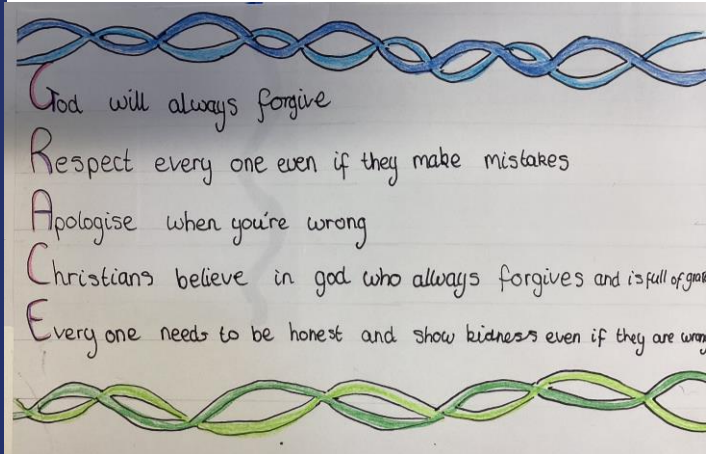 God will always forgive
Respect every one even if they make mistakes
Apologise when you're wrong
Christians believe in god who allways forgives and is full of
Every one needs to be honest and show kidness even if they are wrong